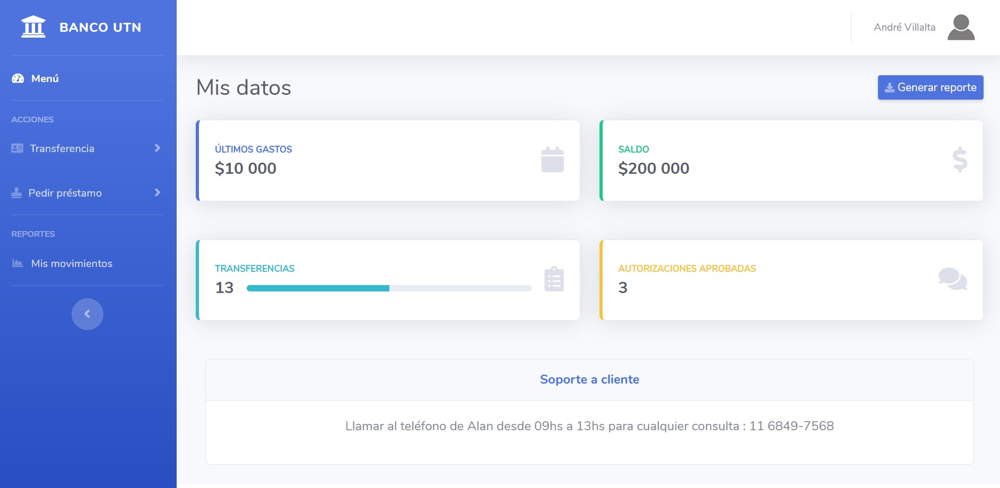 BANCO UTN
André Villalta
Menú
ACCIONES
Transferencia
Pedir préstamo
REPORTES
Mis movimientos
Mis datos
Generar reporte
ÚLTIMOS GASTOS
$10 000
SALDO
$200 000
TRANSFERENCIAS
13
AUTORIZACIONES APROBADAS
3
Soporte a cliente
Llamar al teléfono de Alan desde 09hs a 13hs para cualquier consulta : 11 6849-7568